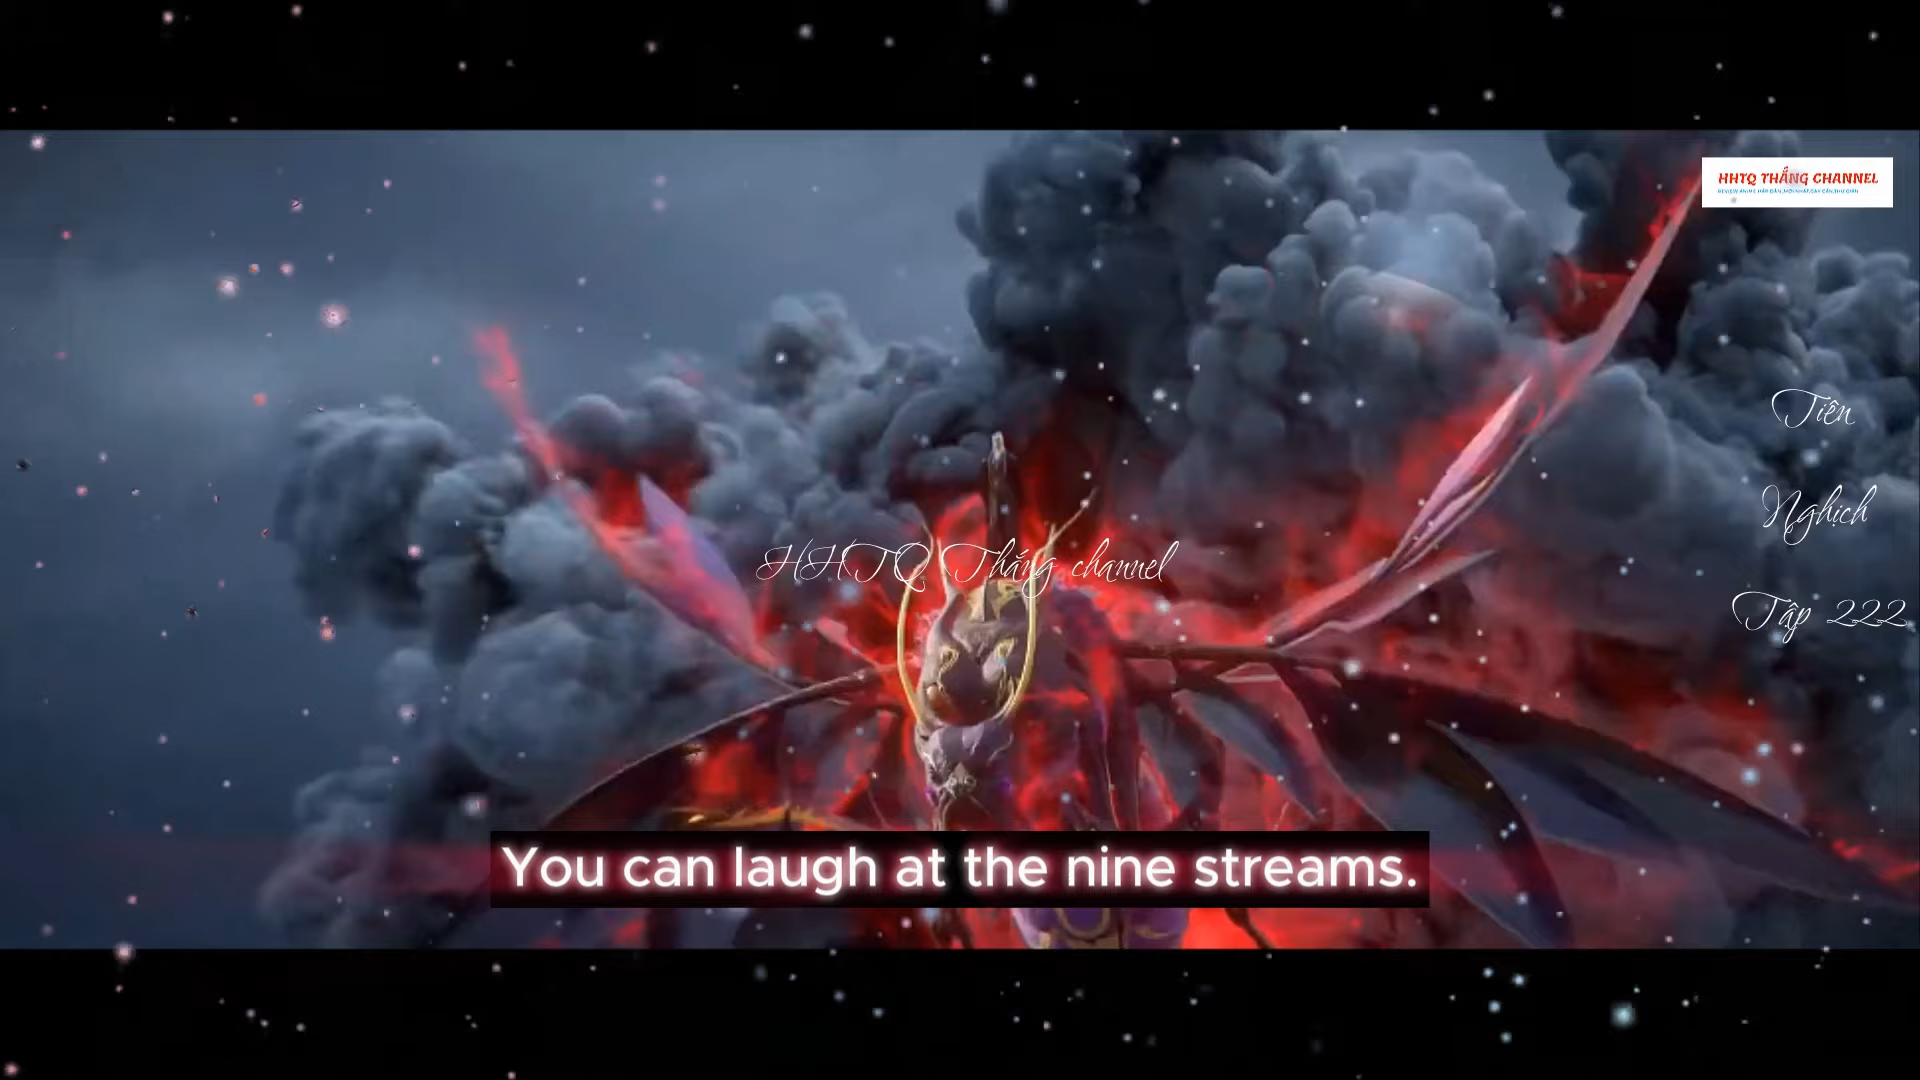 HHTQ THẮNG CHANNEL
Tiên
Nghịch
HHTQ Thắng channel
Tập 222
You can laugh at the nine streams.